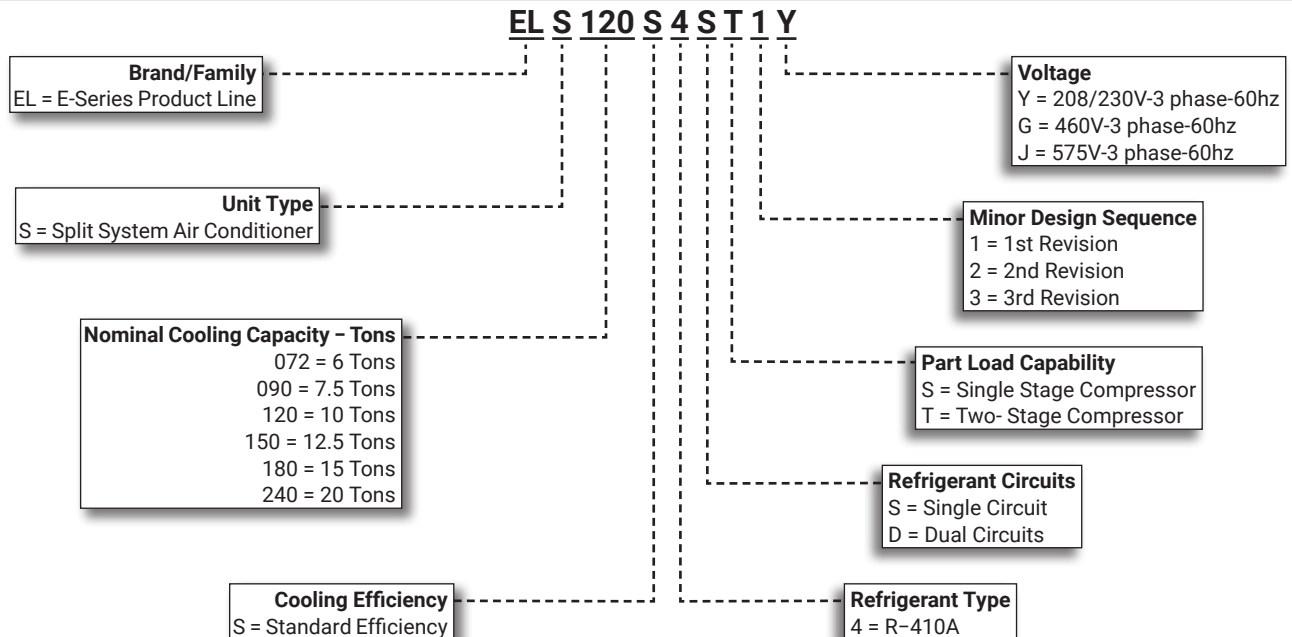 EL S 120 S 4 S T 1 Y
Brand/Family
EL = E-Series Product Line
Voltage
Y = 208/230V-3 phase-60hz
G = 460V-3 phase-60hz
J = 575V-3 phase-60hz
Unit Type
S = Split System Air Conditioner
Minor Design Sequence
1 = 1st Revision
2 = 2nd Revision
3 = 3rd Revision
Nominal Cooling Capacity – Tons
072 = 6 Tons
090 = 7.5 Tons
120 = 10 Tons
150 = 12.5 Tons
180 = 15 Tons
240 = 20 Tons
Part Load Capability
S = Single Stage Compressor
T = Two- Stage Compressor
Refrigerant Circuits
S = Single Circuit
D = Dual Circuits
Cooling Efficiency
S = Standard Efficiency
Refrigerant Type
4 = R−410A